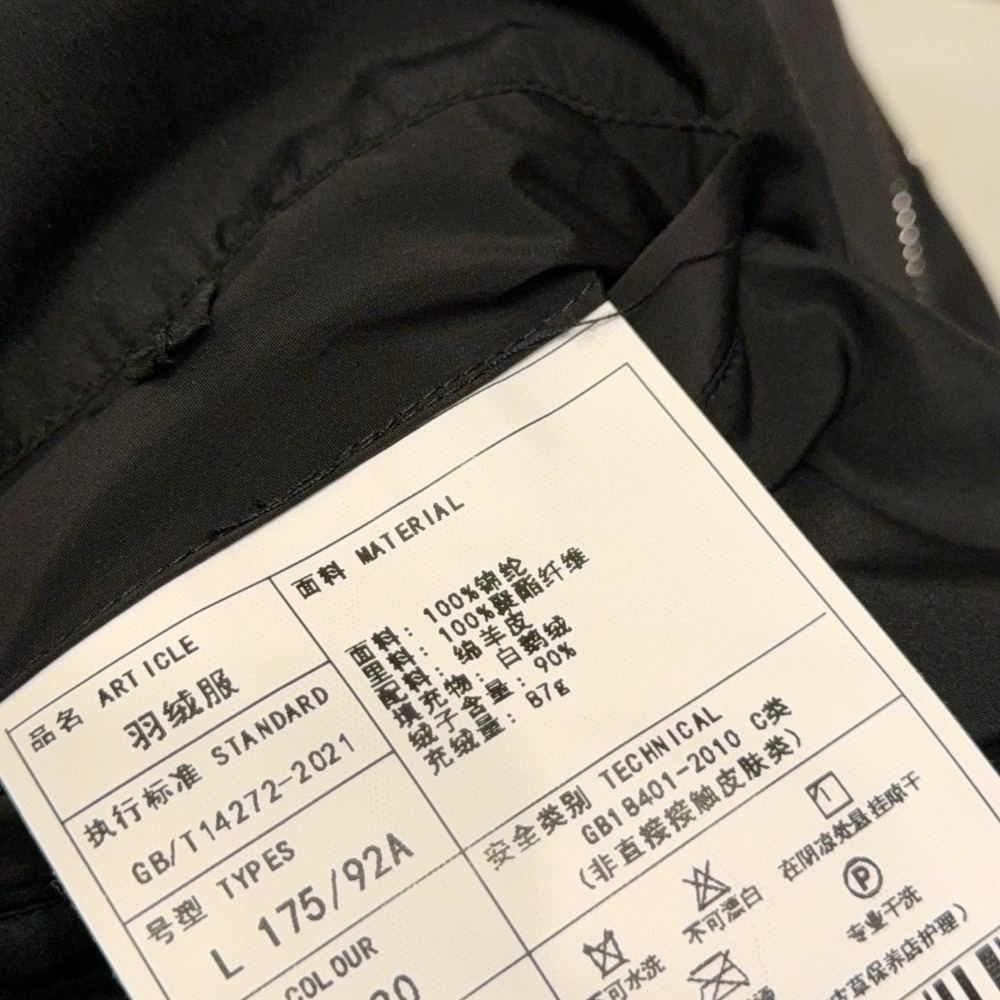 品名 ARTICLE
羽绒服
执行标准 STANDARD
GB/T14272-2021
号型 TYPES
L 175/92A
COLOUR
面料 MATERIAL
面料: 100%锦纶
里料: 100%聚酯纤维
配料: 绵羊皮
填充物: 白鹅绒
绒子含量: 90%
充绒量: 87g
安全类别 TECHNICAL
GB18401-2010 C类
(非直接接触皮肤类)
不可水洗
不可漂白
在阴凉处悬挂晾干
P
专业干洗
皮草保养店护理)